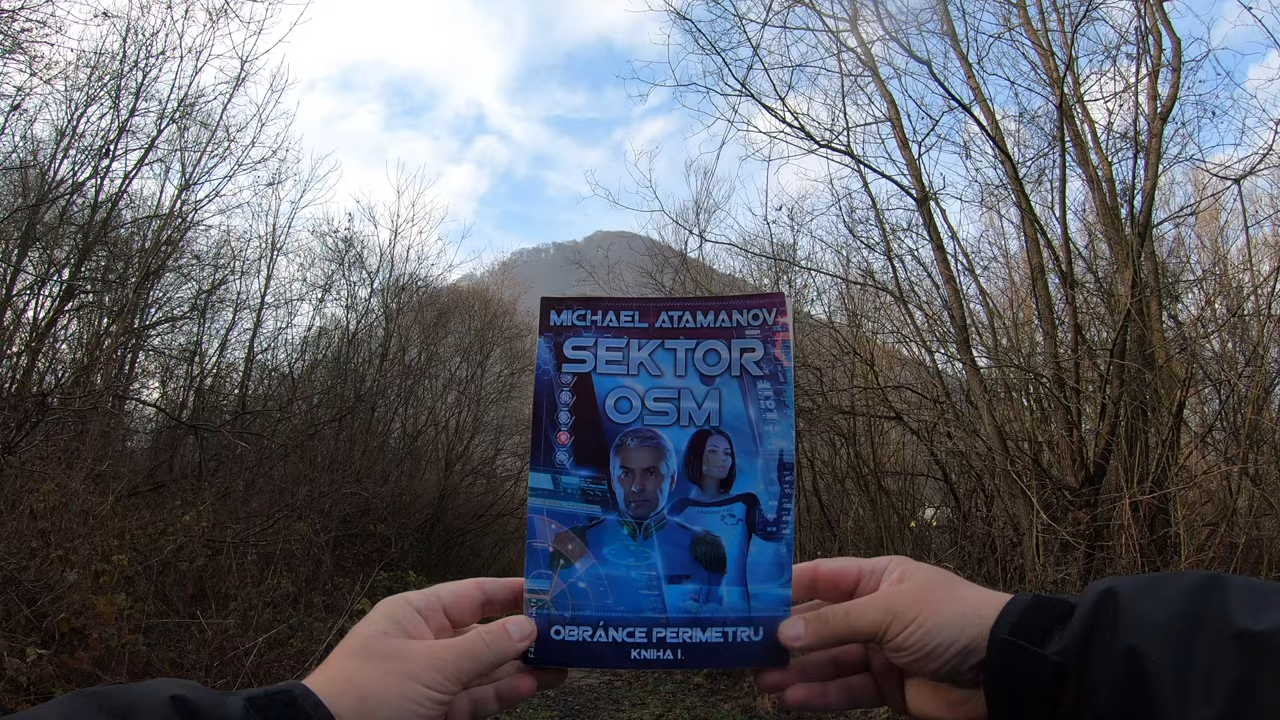 MICHAEL ATAMANOV
SEKTOR
OSM
OBRÁNCE PERIMETRU
KNIHA I.